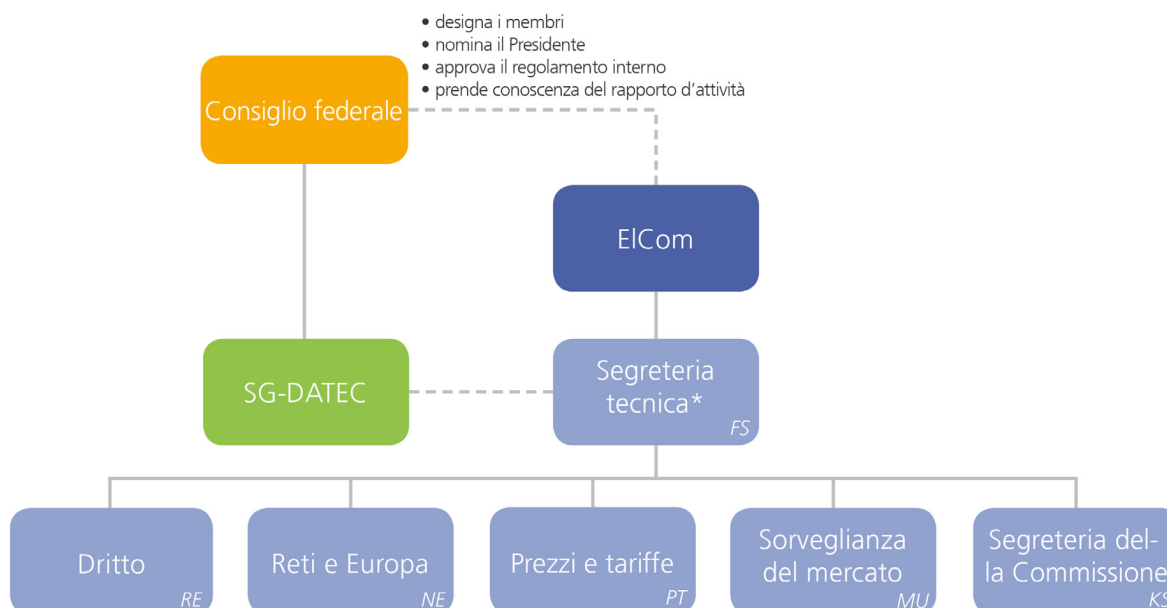 • designa i membri
• nomina il Presidente
• approva il regolamento interno
• prende conoscenza del rapporto d'attività
Consiglio federale
ElCom
SG-DATEC
Segreteria
tecnica*
FS
Dritto
RE
Reti e Europa
NE
Prezzi e tariffe
PT
Sorveglianza
del mercato
MU
Segreteria del-
la Commissione
KS